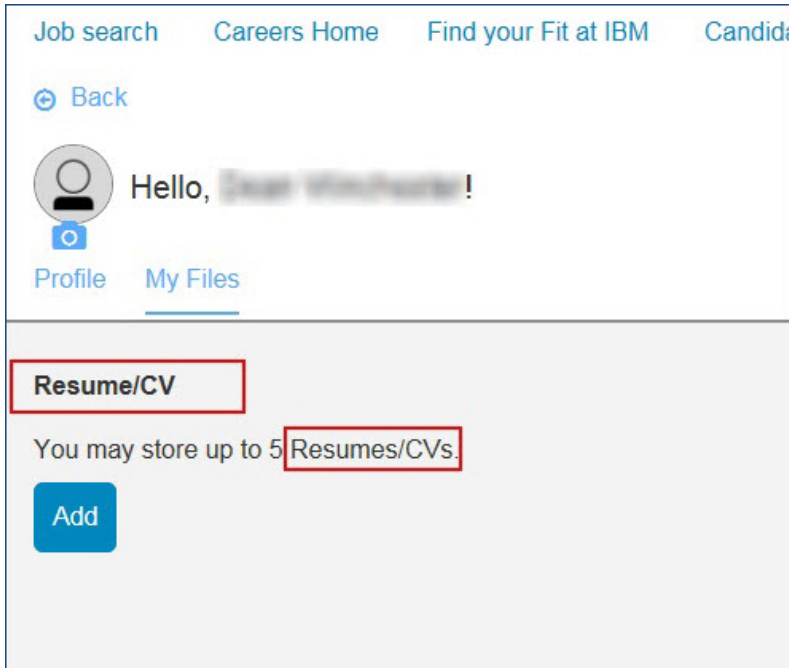 Job search Careers Home Find your Fit at IBM Candida
Back
Hello, !
Profile My Files
Resume/CV
You may store up to 5 Resumes/CVs.
Add